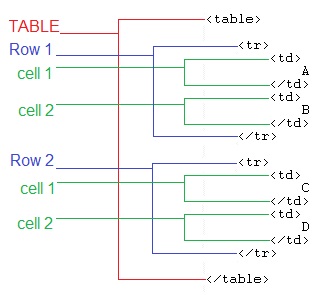 <table>
TABLE
Row 1 <tr>
<td>
cell 1 A
</td>
<td>
cell 2 B
</td>
</tr>
Row 2 <tr>
<td>
cell 1 C
</td>
<td>
cell 2 D
</td>
</tr>
</table>